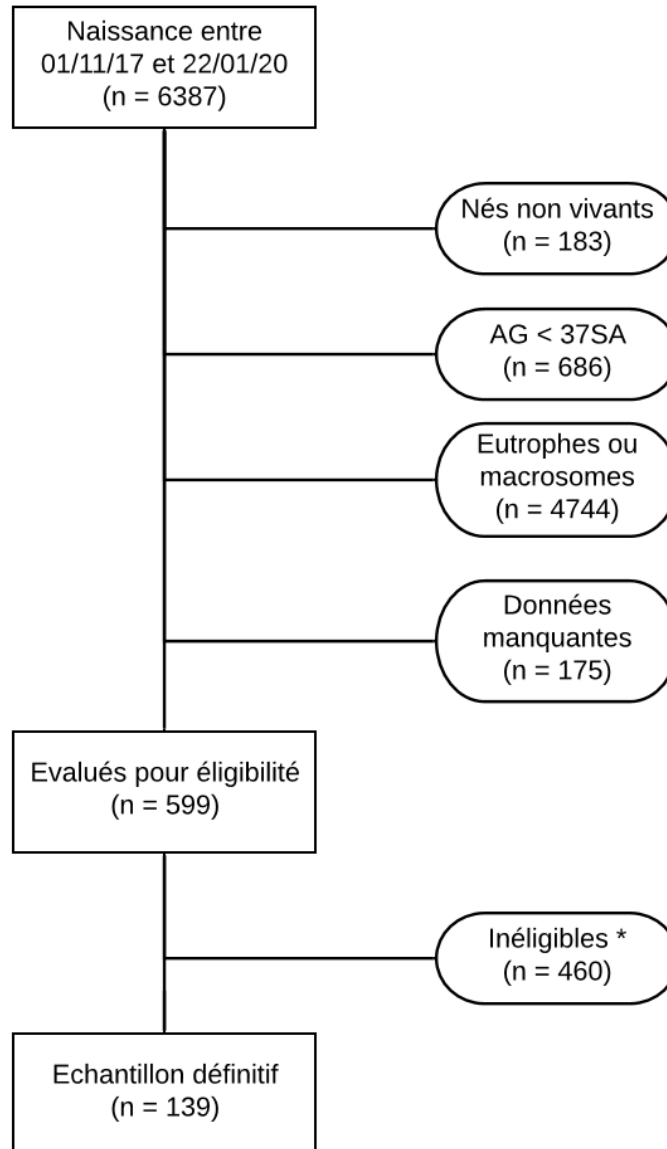 Naissance entre
01/11/17 et 22/01/20
(n = 6387)
Nés non vivants
(n = 183)
AG < 37SA
(n = 686)
Eutrophes ou
macrosomes
(n = 4744)
Données
manquantes
(n = 175)
Evalués pour éligibilité
(n = 599)
Inéligibles *
(n = 460)
Echantillon définitif
(n = 139)